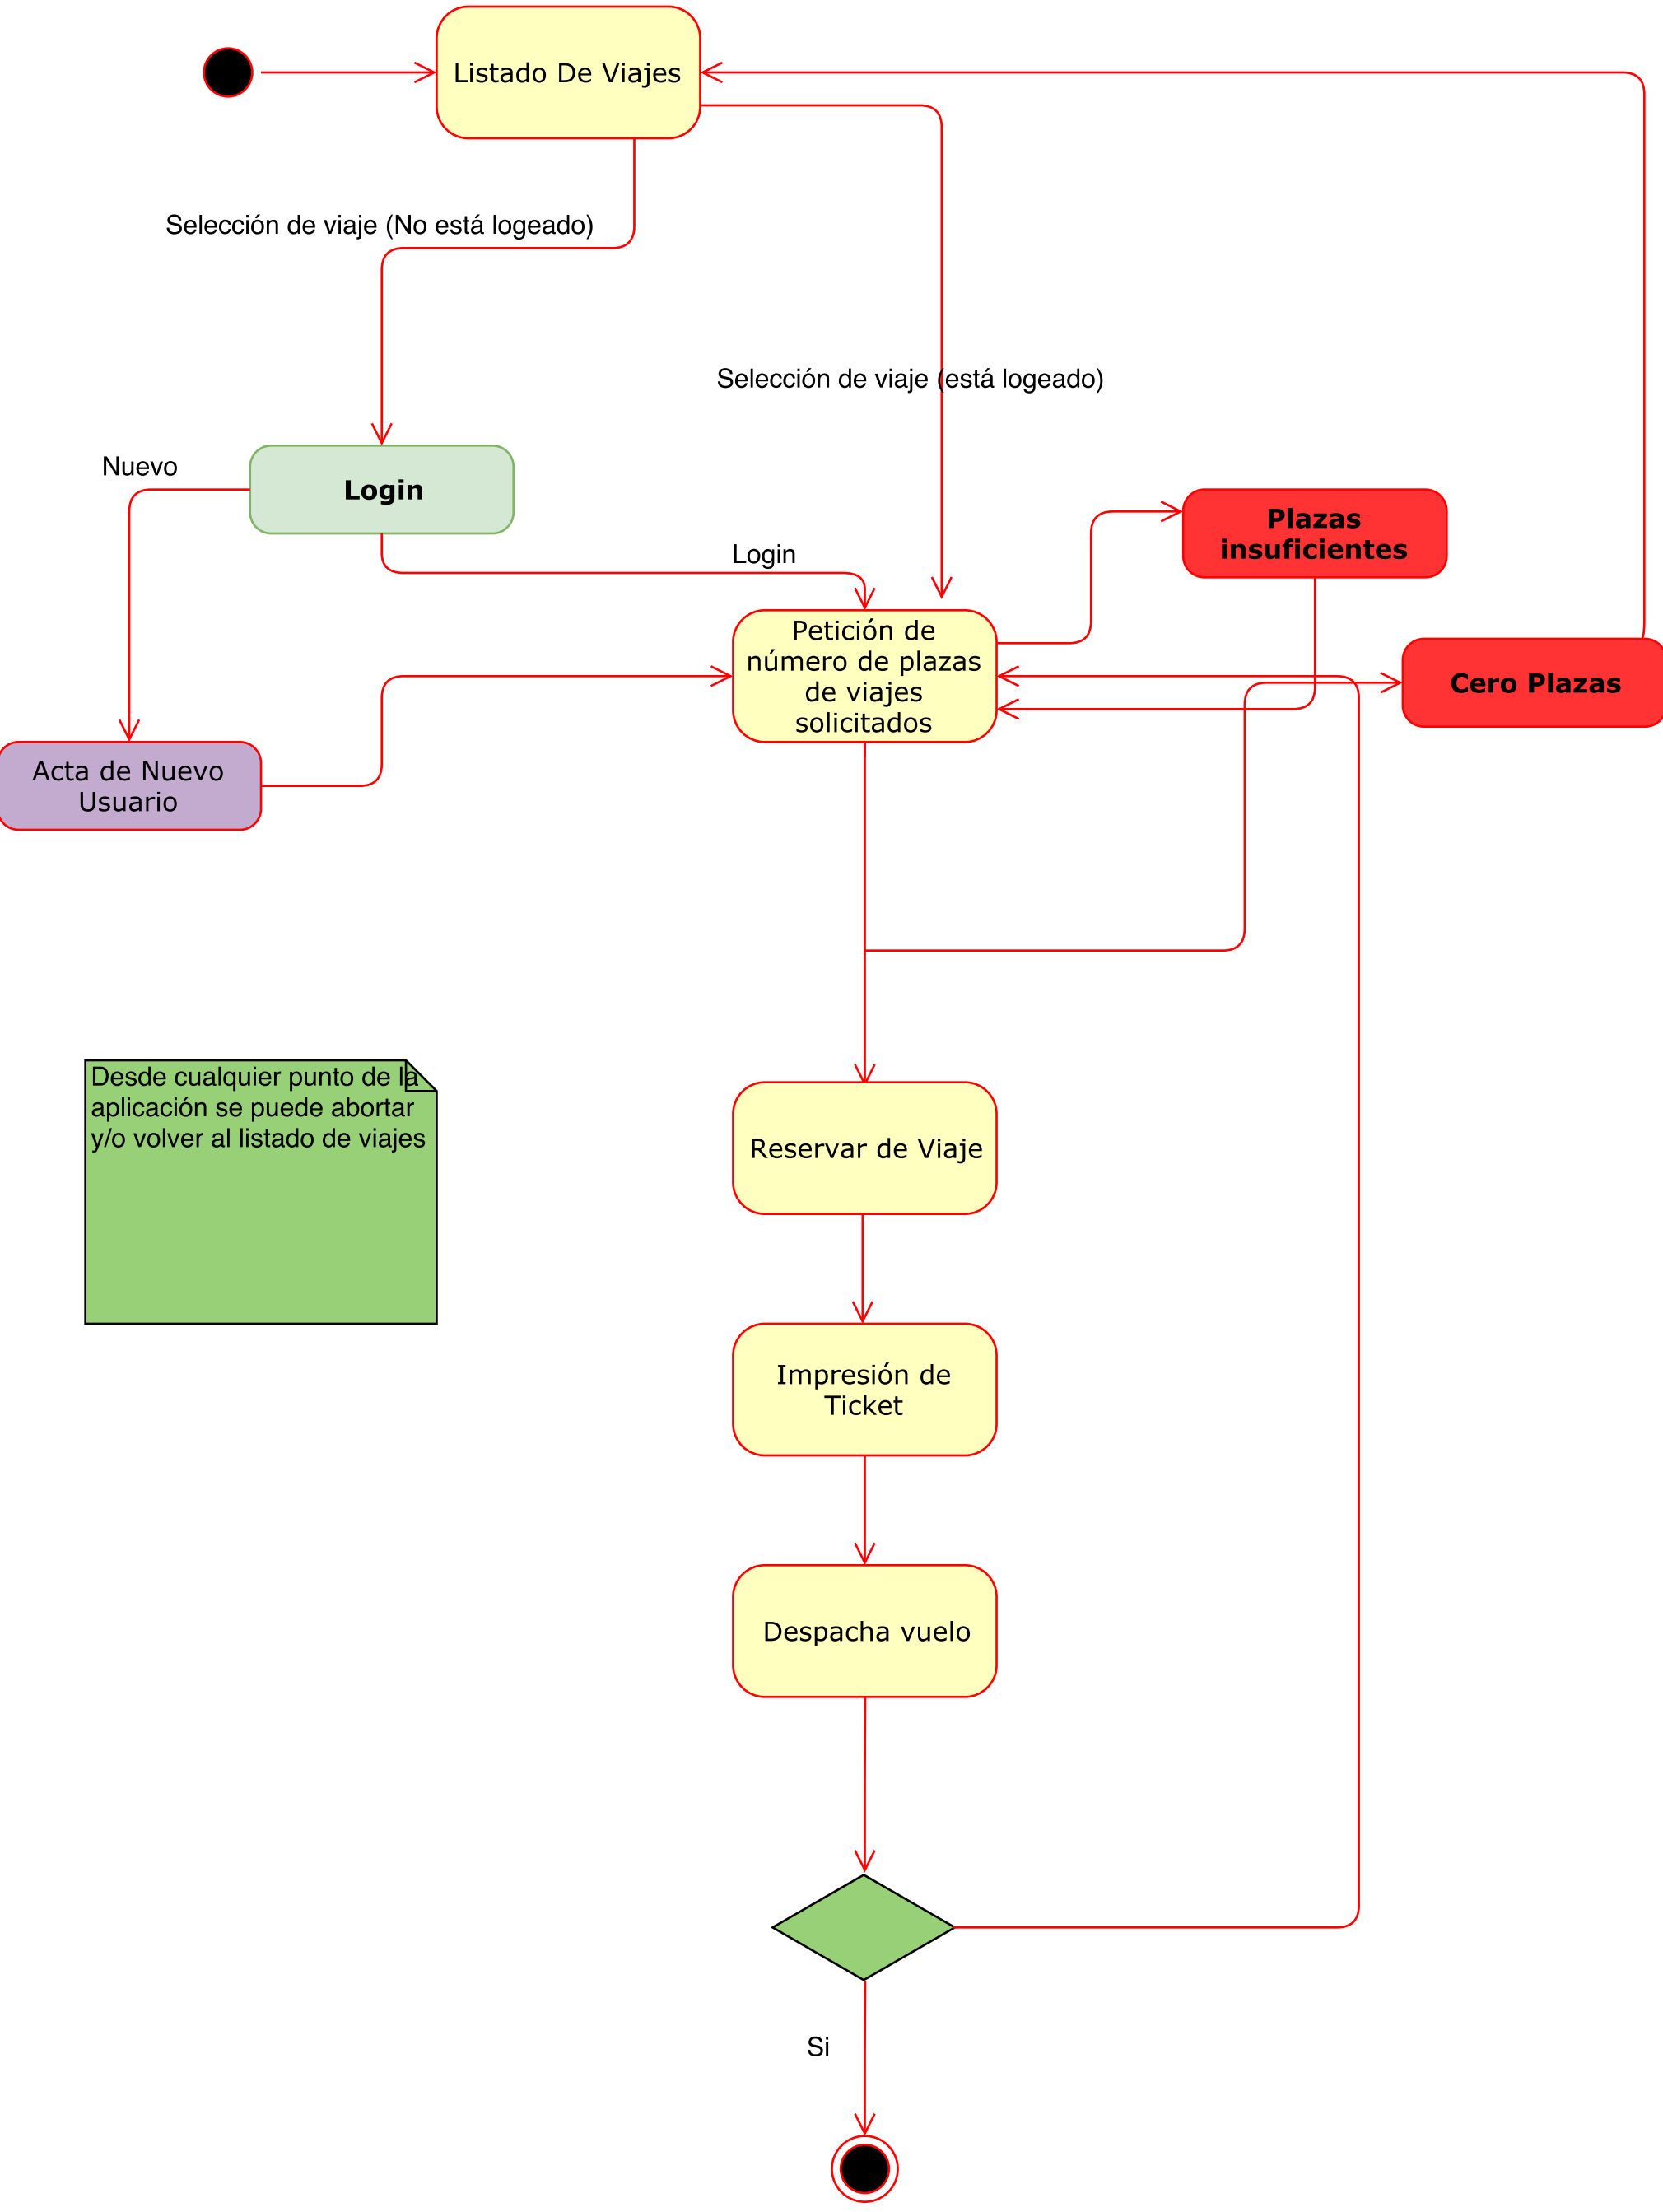 Listado De Viajes
Selección de viaje (No está logeado)
Selección de viaje (está logeado)
Nuevo
Login
Login
Plazas
insuficientes
Petición de
número de plazas
de viajes
solicitados
Cero Plazas
Acta de Nuevo
Usuario
Desde cualquier punto de la
aplicación se puede abortar
y/o volver al listado de viajes
Reservar de Viaje
Impresión de
Ticket
Despacha vuelo
Si